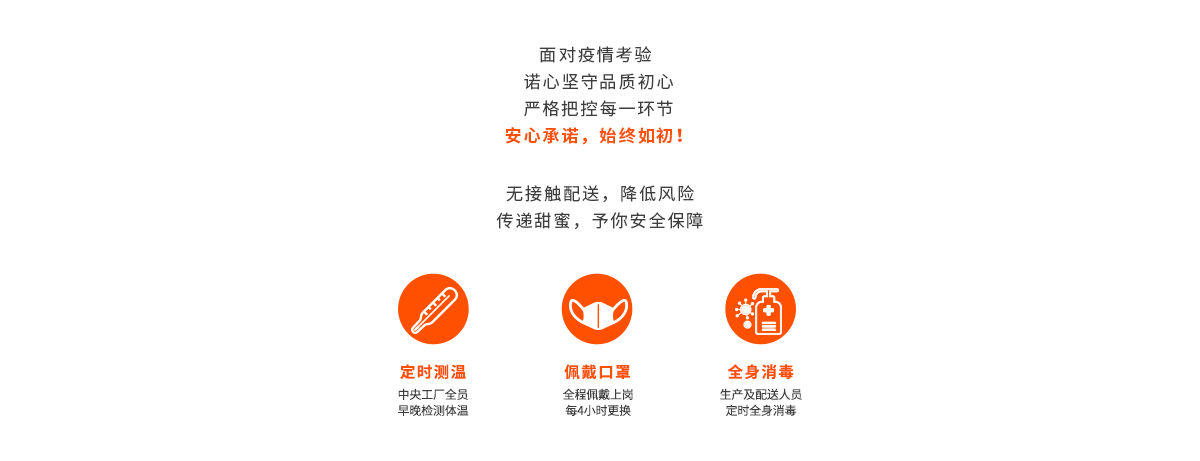 面对疫情考验
诺心坚守品质初心
严格把控每一环节
安心承诺，始终如初！
无接触配送，降低风险
传递甜蜜，予你安全保障
定时测温
中央工厂全员
早晚检测体温
佩戴口罩
全程佩戴上岗
每4小时更换
全身消毒
生产及配送人员
定时全身消毒